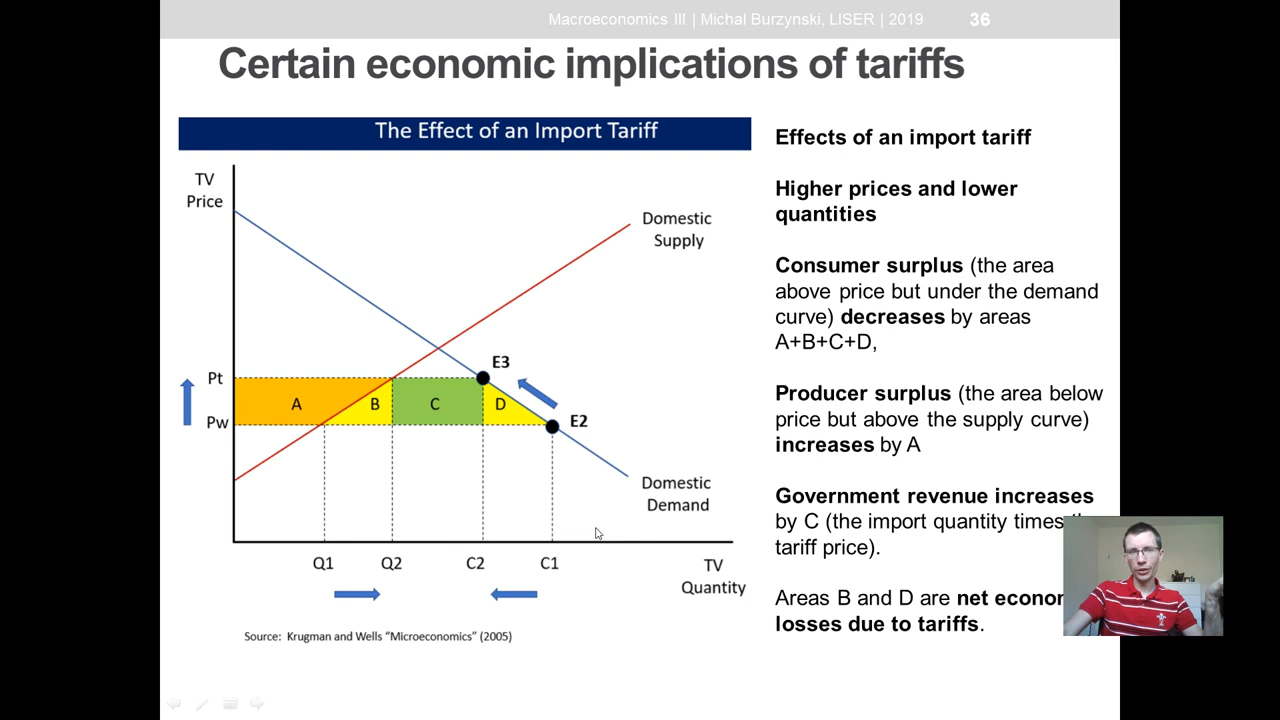 Macroeconomics III | Michal Burzynski, LISER | 2019 36
Certain economic implications of tariffs
The Effect of an Import Tariff
TV
Price
Domestic
Supply
E3
Pt
A
B
C
D
Pw
E2
Domestic
Demand
Q1
Q2
C2
C1
TV
Quantity
Source: Krugman and Wells “Microeconomics” (2005)
Effects of an import tariff
Higher prices and lower
quantities
Consumer surplus (the area
above price but under the demand
curve) decreases by areas
A+B+C+D,
Producer surplus (the area below
price but above the supply curve)
increases by A
Government revenue increases
by C (the import quantity times
tariff price).
Areas B and D are net
losses due to tariffs.